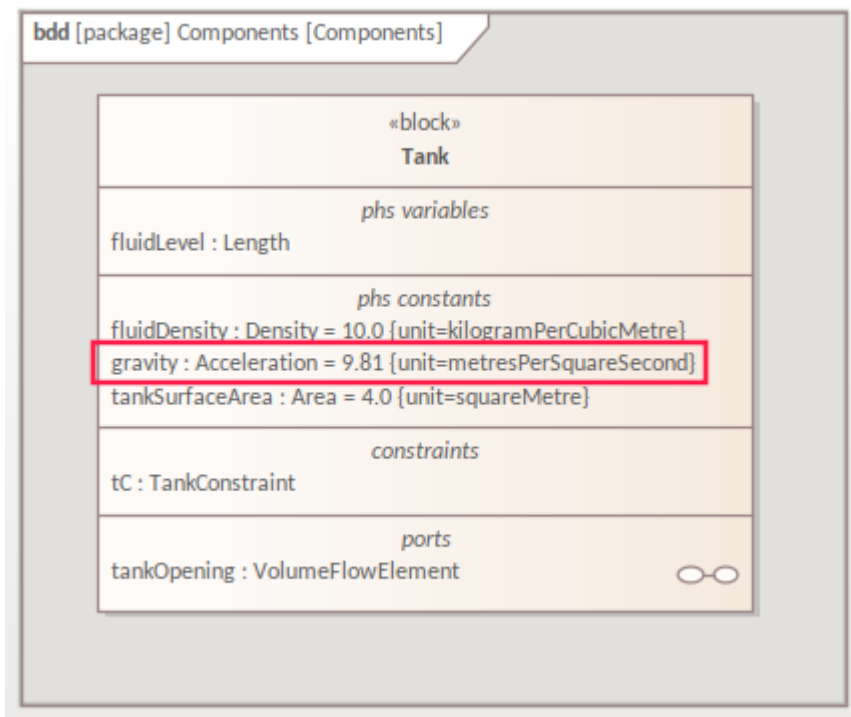 bdd [package] Components [Components]
«block»
Tank
phs variables
fluidLevel : Length
phs constants
fluidDensity : Density = 10.0 {unit=kilogramPerCubicMetre}
gravity : Acceleration = 9.81 {unit=metresPerSquareSecond}
tankSurfaceArea : Area = 4.0 {unit=squareMetre}
constraints
tC : TankConstraint
ports
tankOpening : VolumeFlowElement